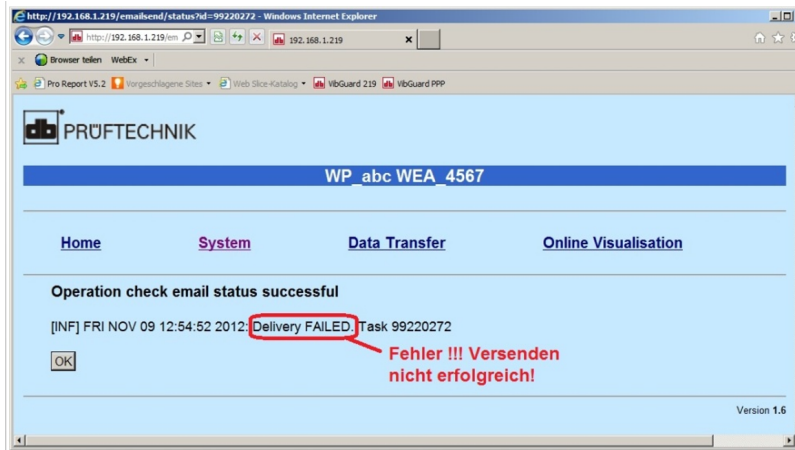 http://192.168.1.219/emailsend/status?id=99220272 - Windows Internet Explorer
http://192.168.1.219/em
192.168.1.219
x Browser teilen WebEx
Pro Report V5.2 Vorgeschlagene Sites Web Slice-Katalog VibGuard 219 VibGuard PPP
db PRÜFTECHNIK
WP_abc WEA_4567
Home System Data Transfer Online Visualisation
Operation check email status successful
[INF] FRI NOV 09 12:54:52 2012: Delivery FAILED. Task 99220272
OK
Fehler !!! Versenden
nicht erfolgreich!
Version 1.6